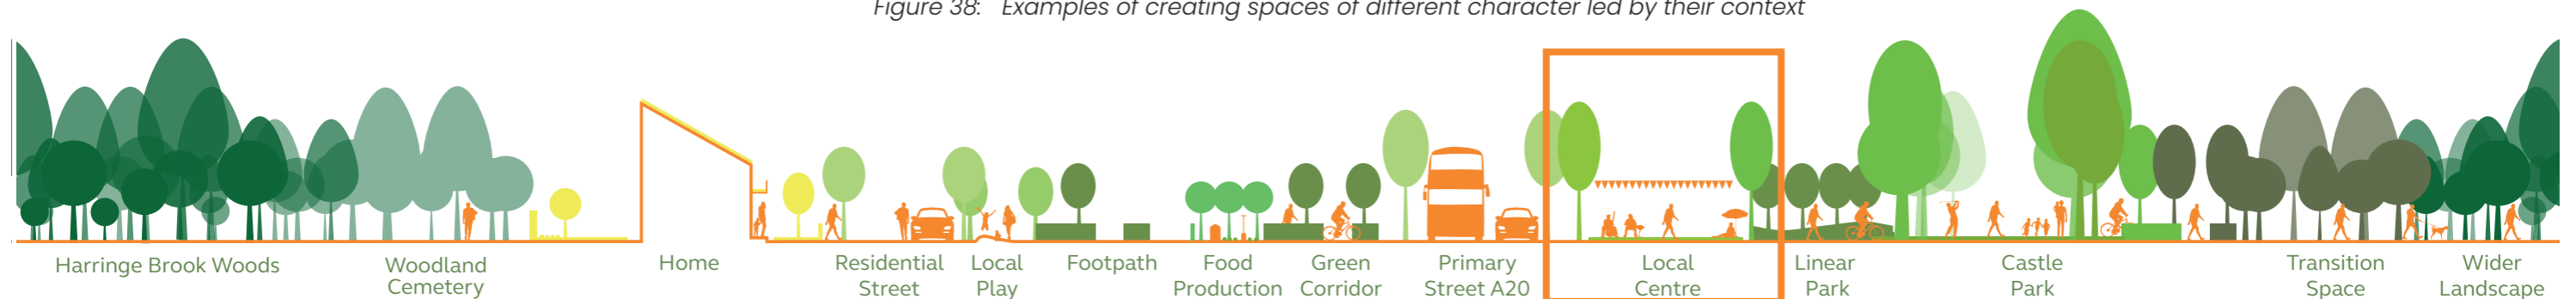 Figure 38: Examples of creating spaces of different character led by their context
Harringe Brook Woods
Woodland
Cemetery
Home
Residential
Street
Local
Play
Footpath
Food
Production
Green
Corridor
Primary
Street A20
Local
Centre
Linear
Park
Castle
Park
Transition
Space
Wider
Landscape